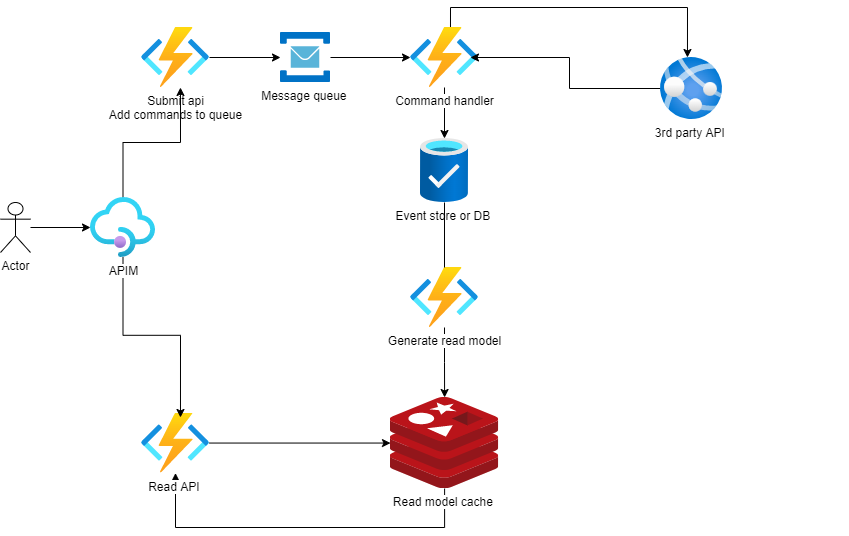 Submit api
Add commands to queue
Message queue
Command handler
3rd party API
Event store or DB
Actor
APIM
Generate read model
Read API
Read model cache